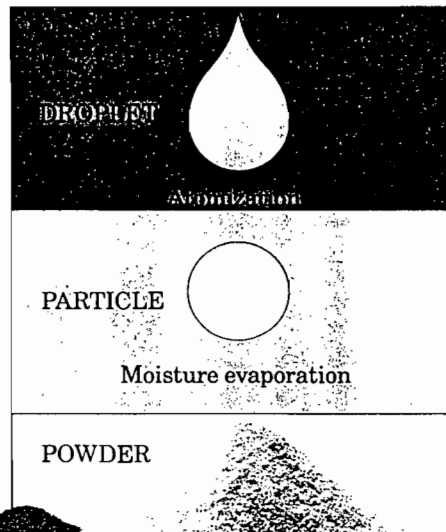 DROPLET
Atomization
PARTICLE
Moisture evaporation
POWDER